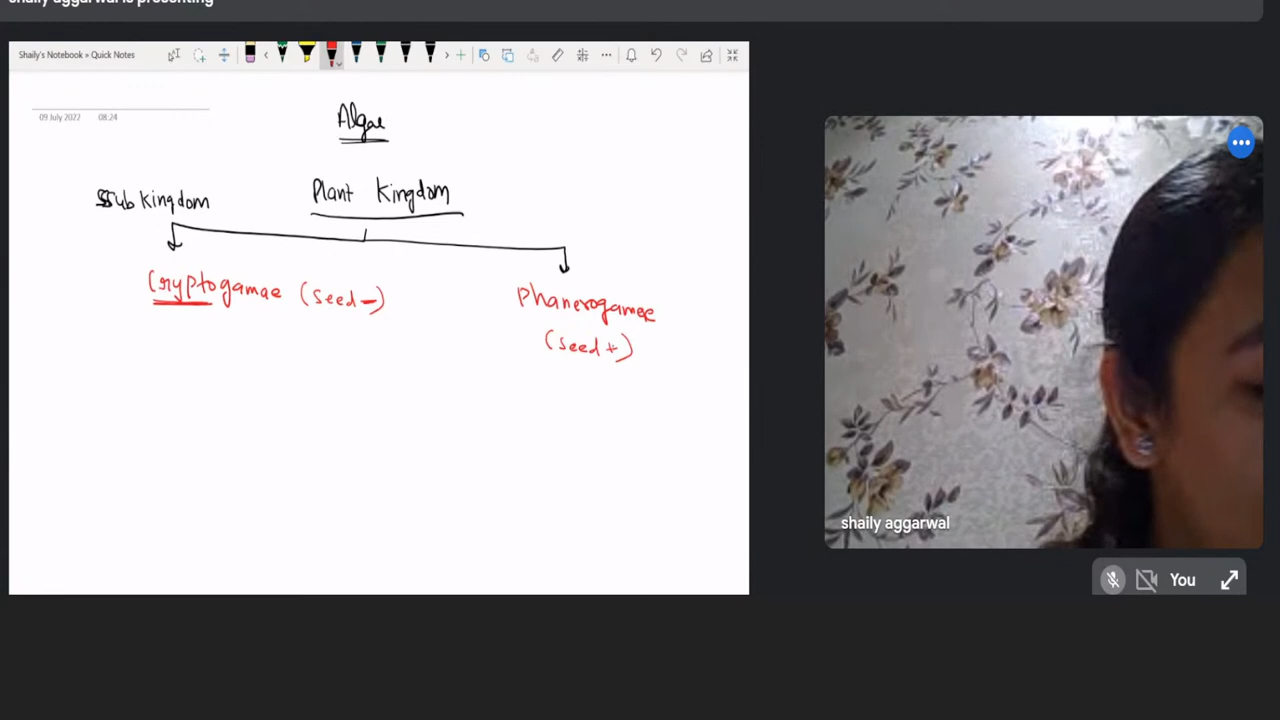 shaily aggarwal is presenting
Shaily's Notebook » Quick Notes
09 July 2022 08:24
Algae
Sub kingdom
Plant Kingdom
Cryptogamae (seed -)
Phanerogamae
(seed +)
shaily aggarwal
You